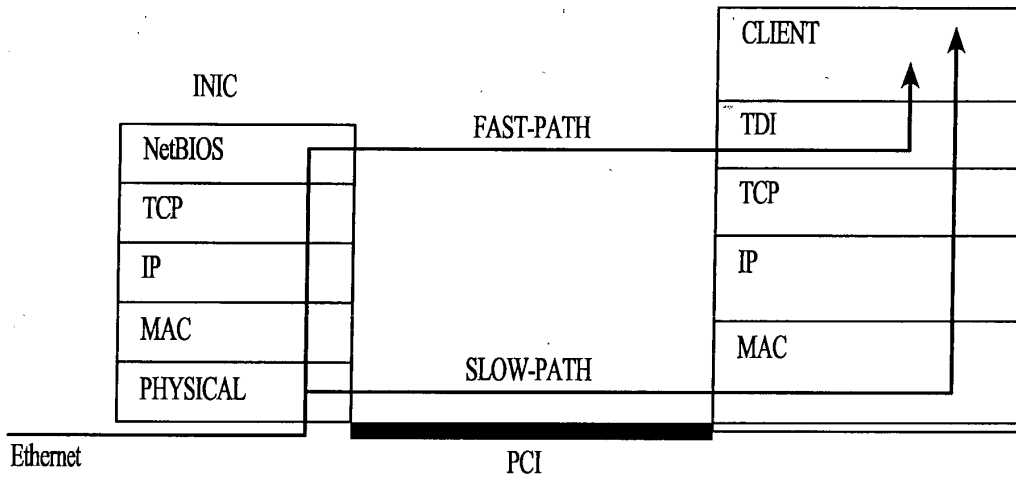 INIC
NetBIOS
TCP
IP
MAC
PHYSICAL
Ethernet
FAST-PATH
SLOW-PATH
PCI
CLIENT
TDI
TCP
IP
MAC